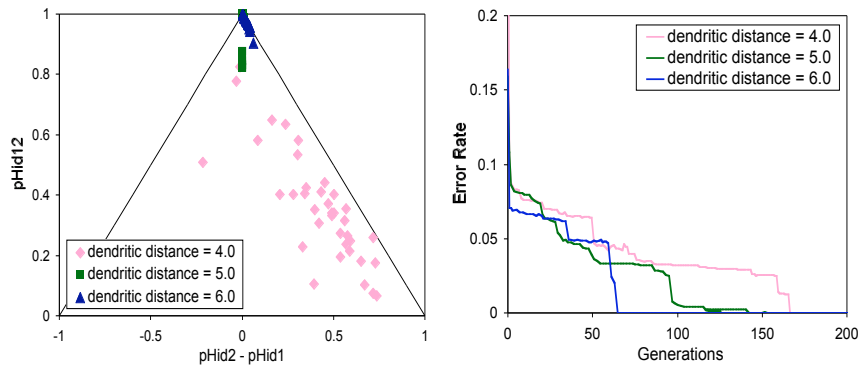 1
0.8
0.6
0.4
0.2
0
pHid12
-1
-0.5
0
0.5
1
pHid2 - pHid1
dendritic distance = 4.0
dendritic distance = 5.0
dendritic distance = 6.0
0.2
0.15
0.1
0.05
0
Error Rate
0
50
100
150
200
Generations
dendritic distance = 4.0
dendritic distance = 5.0
dendritic distance = 6.0